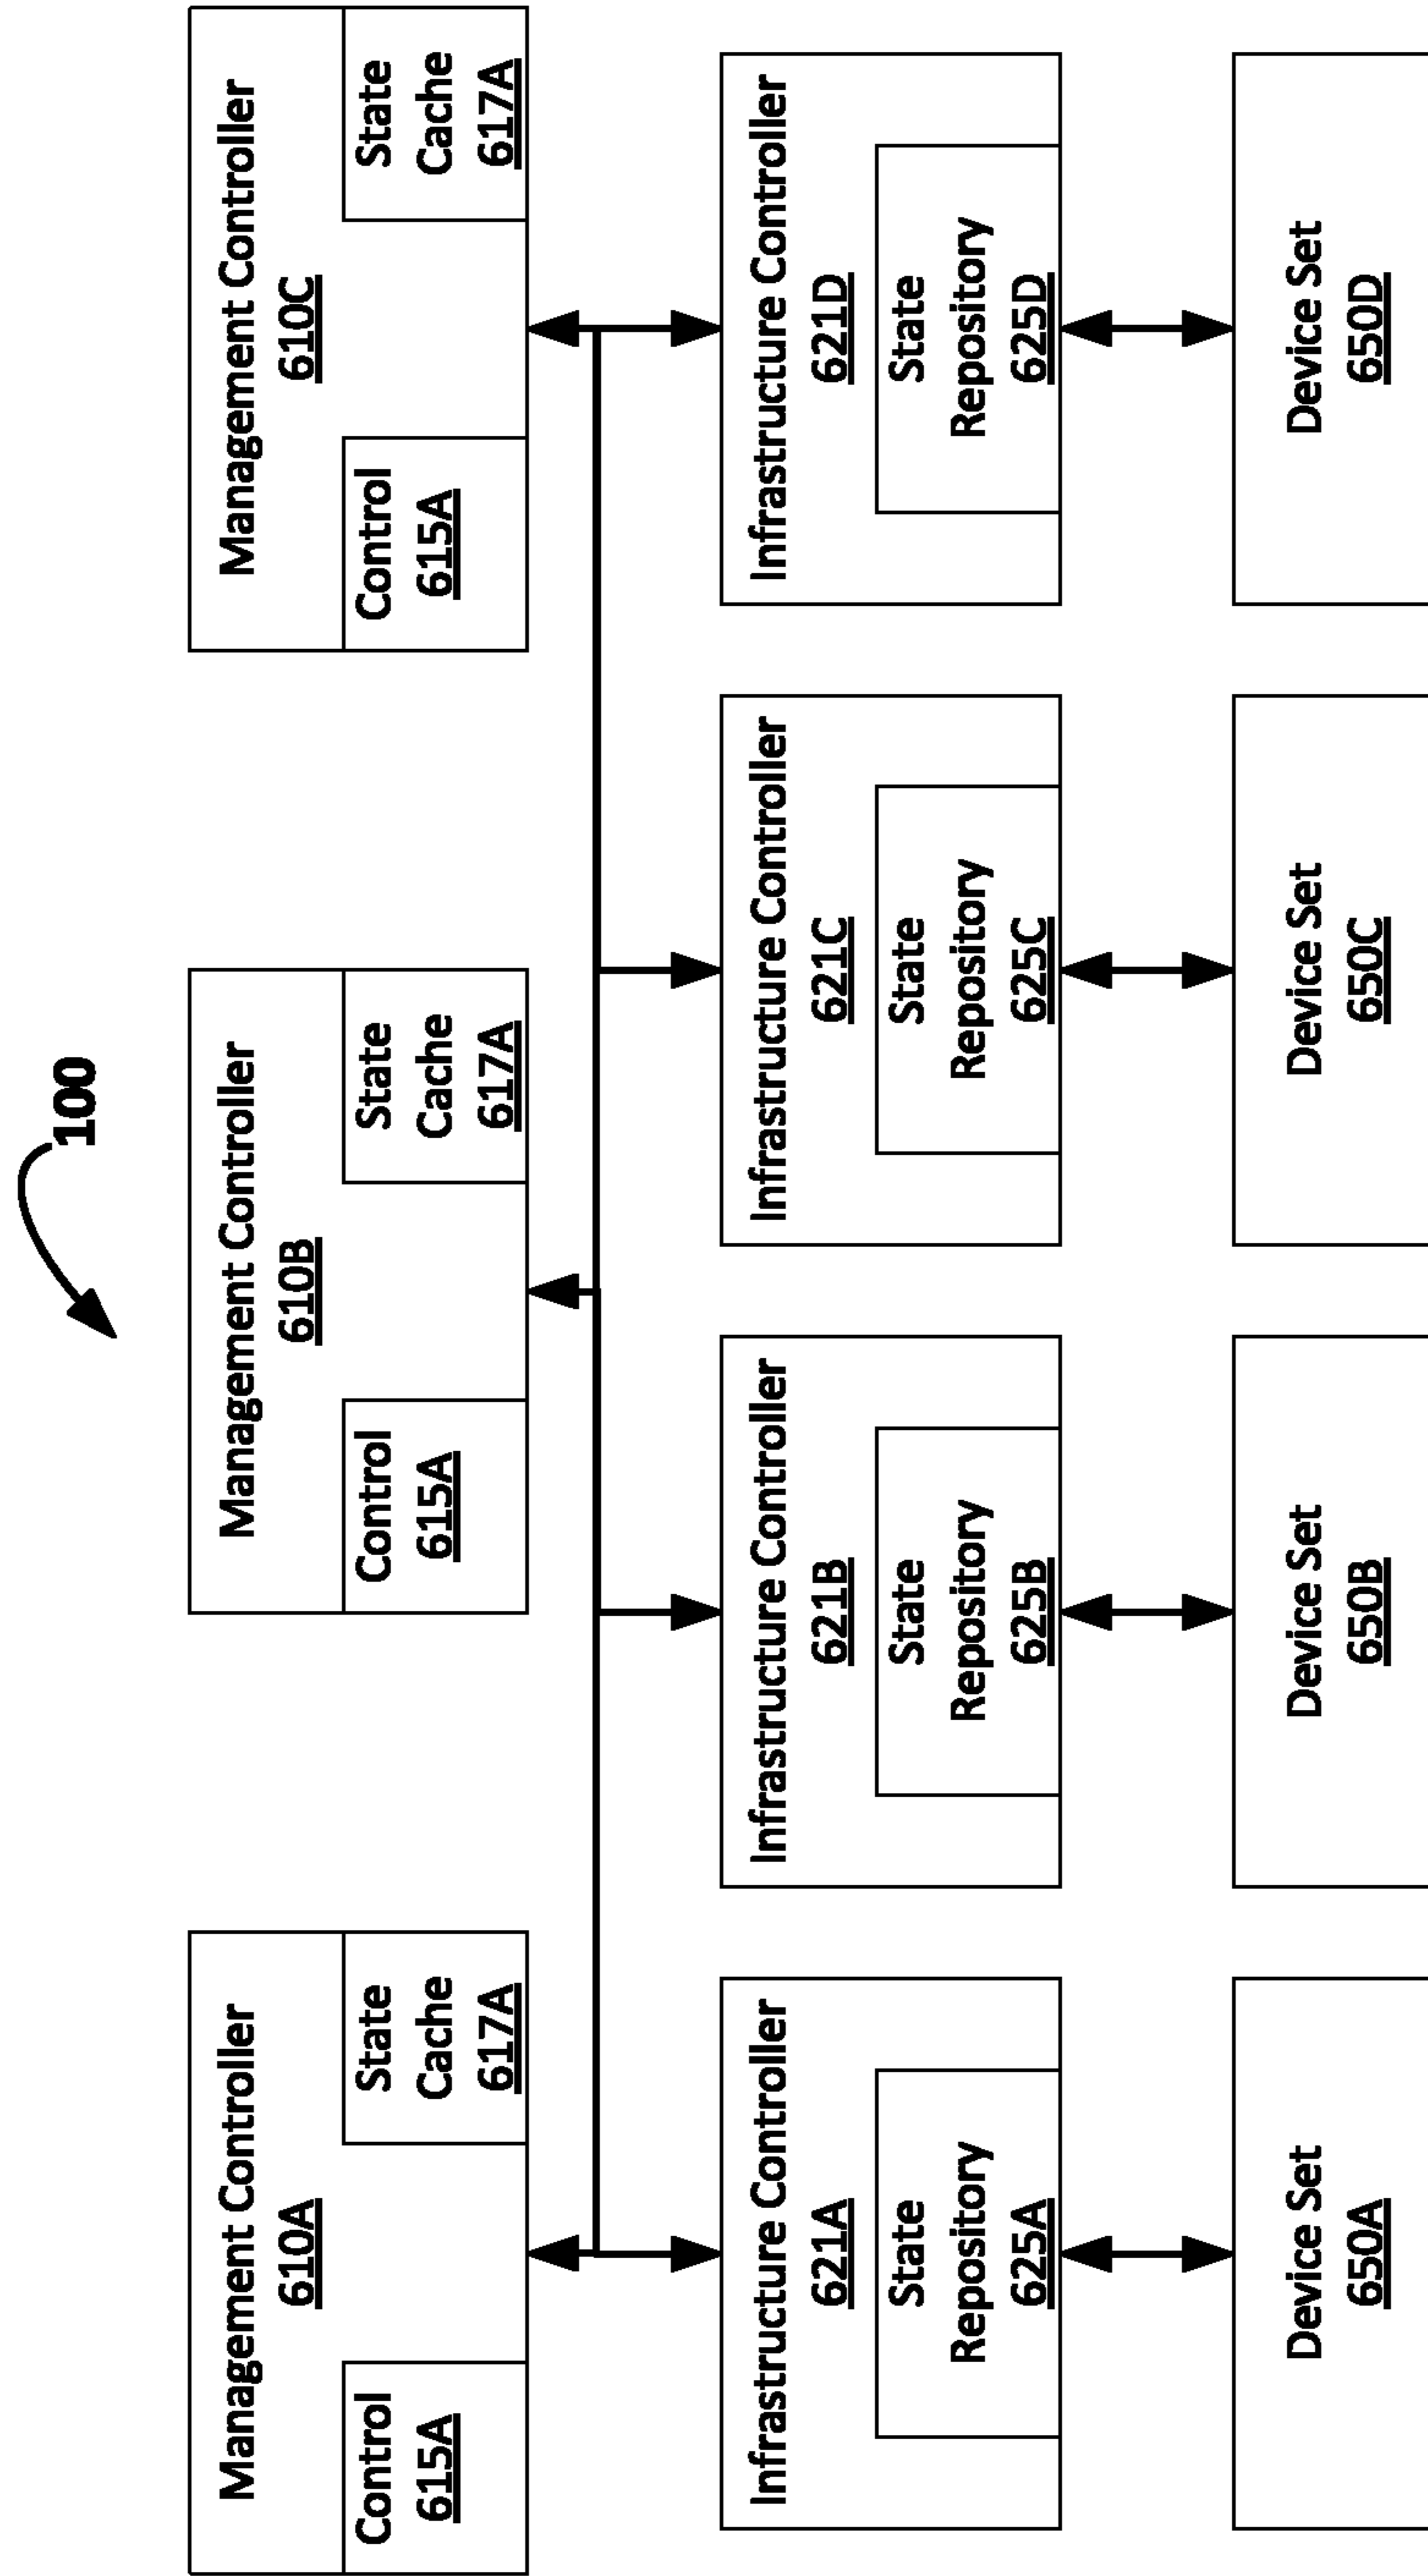 100
Management Controller
610A
Control
615A
State
Cache
617A
Management Controller
610B
Control
615A
State
Cache
617A
Management Controller
610C
Control
615A
State
Cache
617A
Infrastructure Controller
621A
State
Repository
625A
Infrastructure Controller
621B
State
Repository
625B
Infrastructure Controller
621C
State
Repository
625C
Infrastructure Controller
621D
State
Repository
625D
Device Set
650A
Device Set
650B
Device Set
650C
Device Set
650D